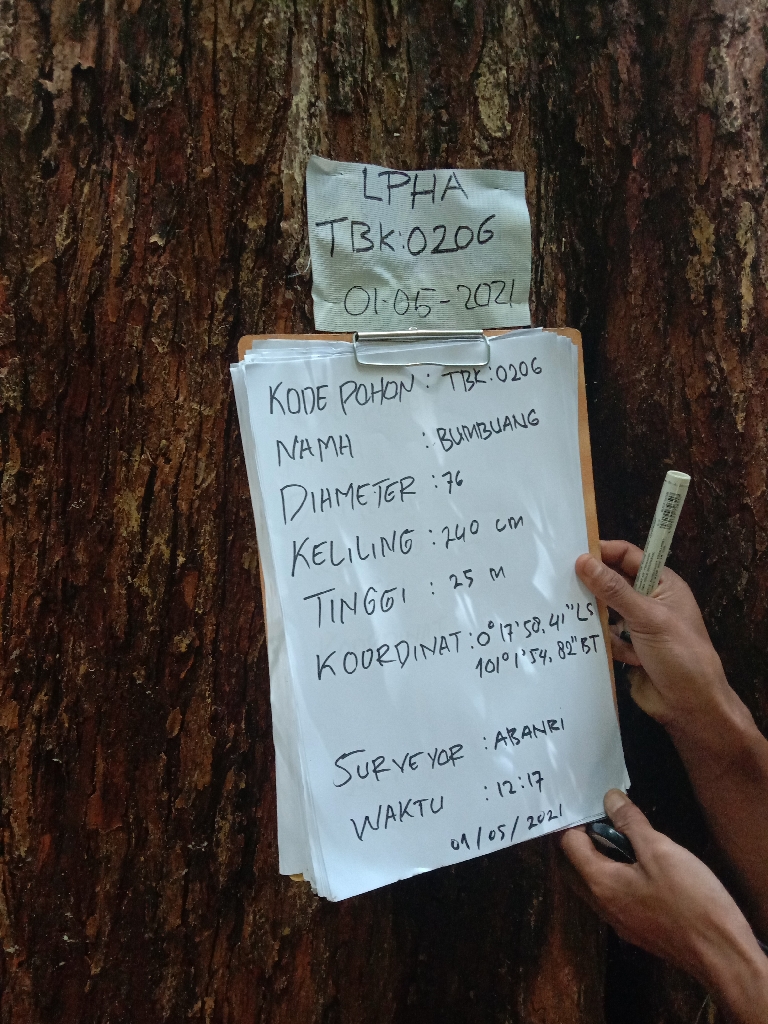 LPHA
TBK:0206
01-05-2021
KODE POHON : TBK:0206
NAMA : BUMBUANG
DIAMETER : 76
KELILING : 240 cm
TINGGI : 25 M
KOORDINAT : 0°17'58.41"LS
101°1'54.82"BT
SURVEYOR : ABANRI
WAKTU : 12:17
01/05/2021